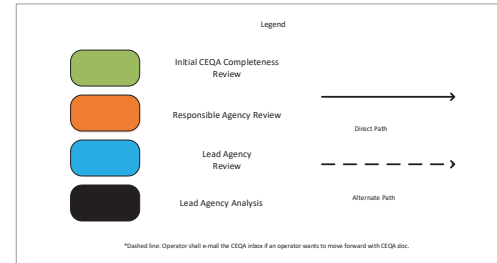 Legend
Initial CEQA Completeness
Review
Responsible Agency Review
Direct Path
Lead Agency
Review
Alternate Path
Lead Agency Analysis
*Dashed line: Operator shall e-mail the CEQA inbox if an operator wants to move forward with CEQA doc.